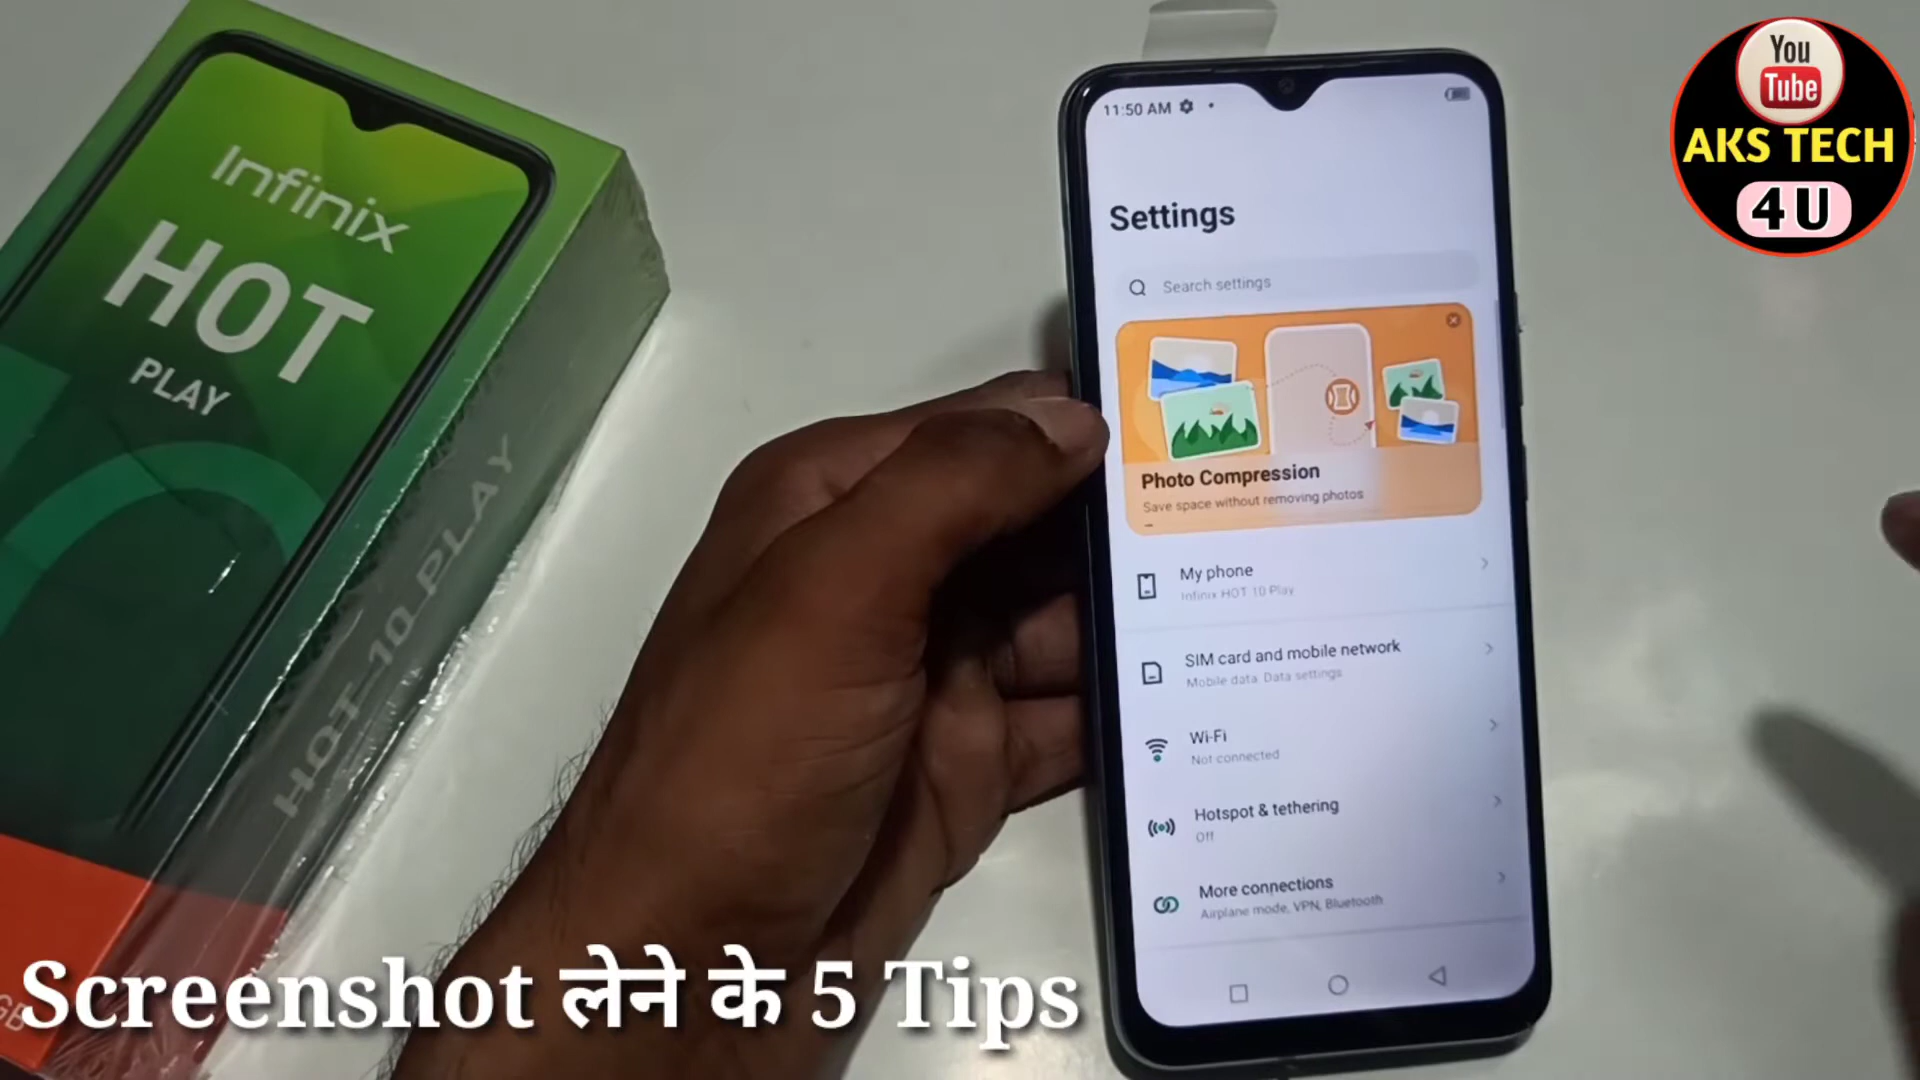 Infinix
HOT
PLAY
HOT 10 PLAY
11:50 AM
Settings
Search settings
Photo Compression
Save space without removing photos
My phone
Infinix HOT 10 Play
SIM card and mobile network
Mobile data, Data settings
Wi-Fi
Not connected
Hotspot & tethering
Off
More connections
Airplane mode, VPN, Bluetooth
You
Tube
AKS TECH
4U
Screenshot लेने के 5 Tips
GB